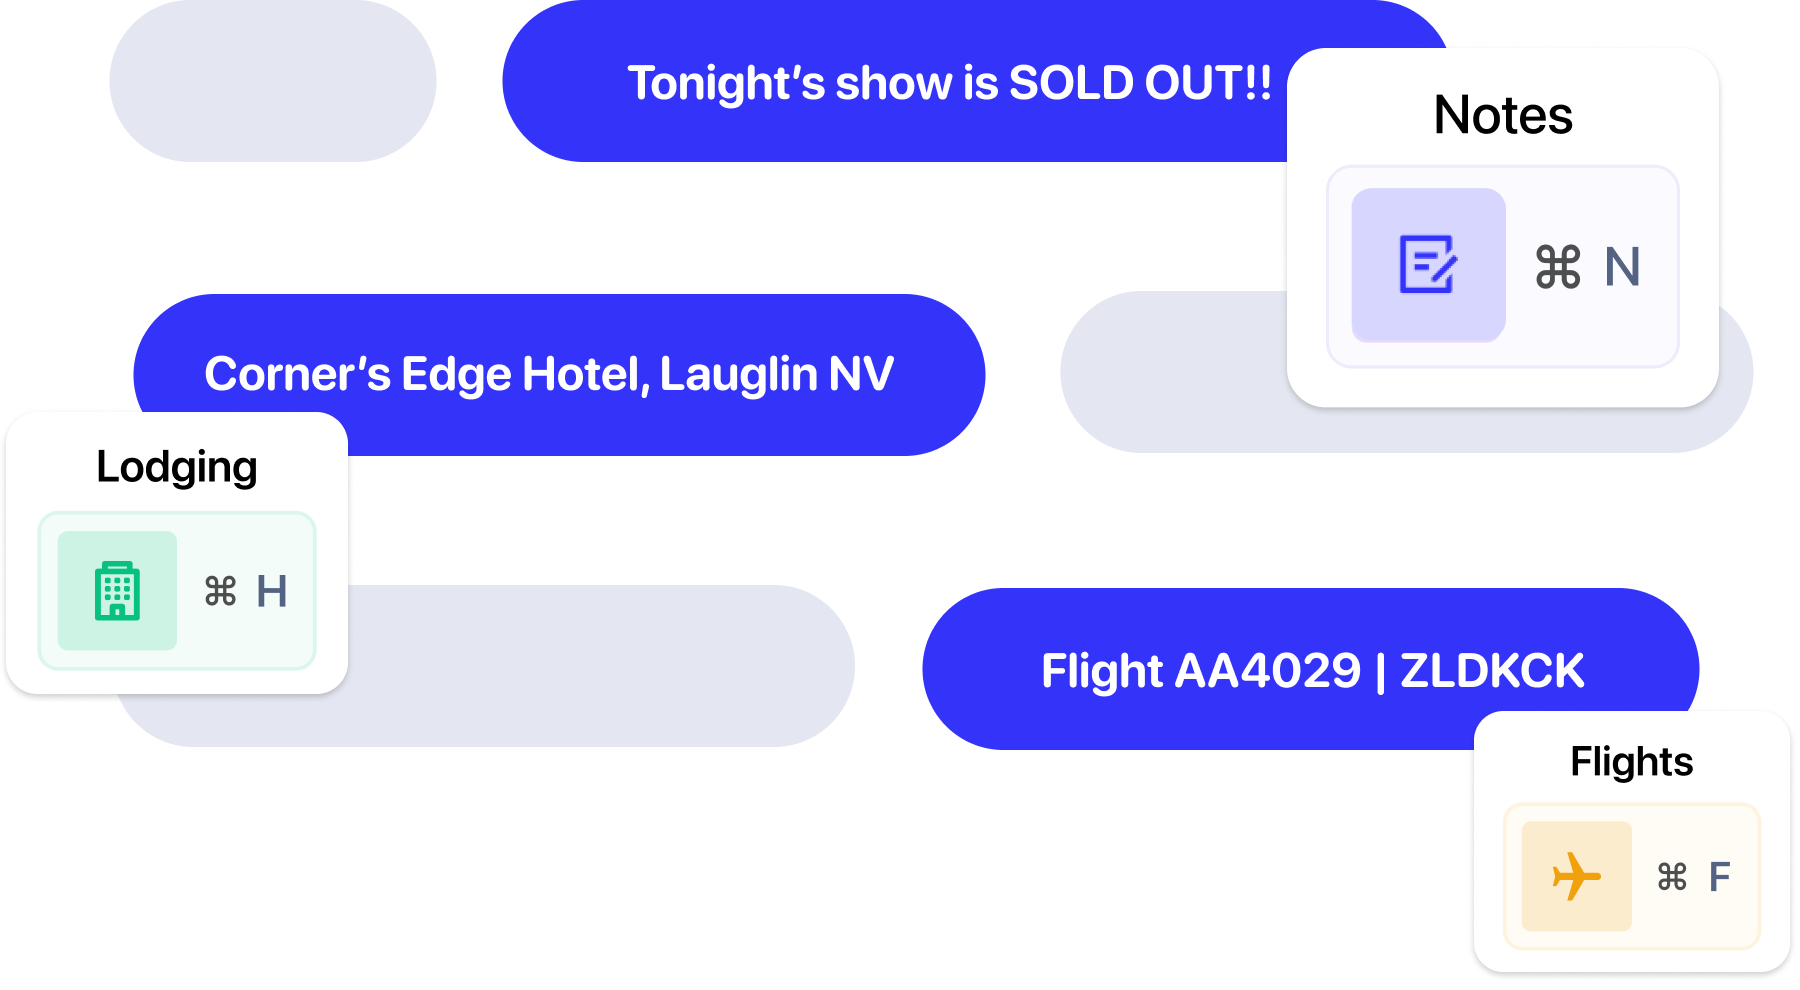 Tonight's show is SOLD OUT!!
Notes
⌘ N
Corner's Edge Hotel, Lauglin NV
Lodging
⌘ H
Flight AA4029 | ZLDKCK
Flights
⌘ F